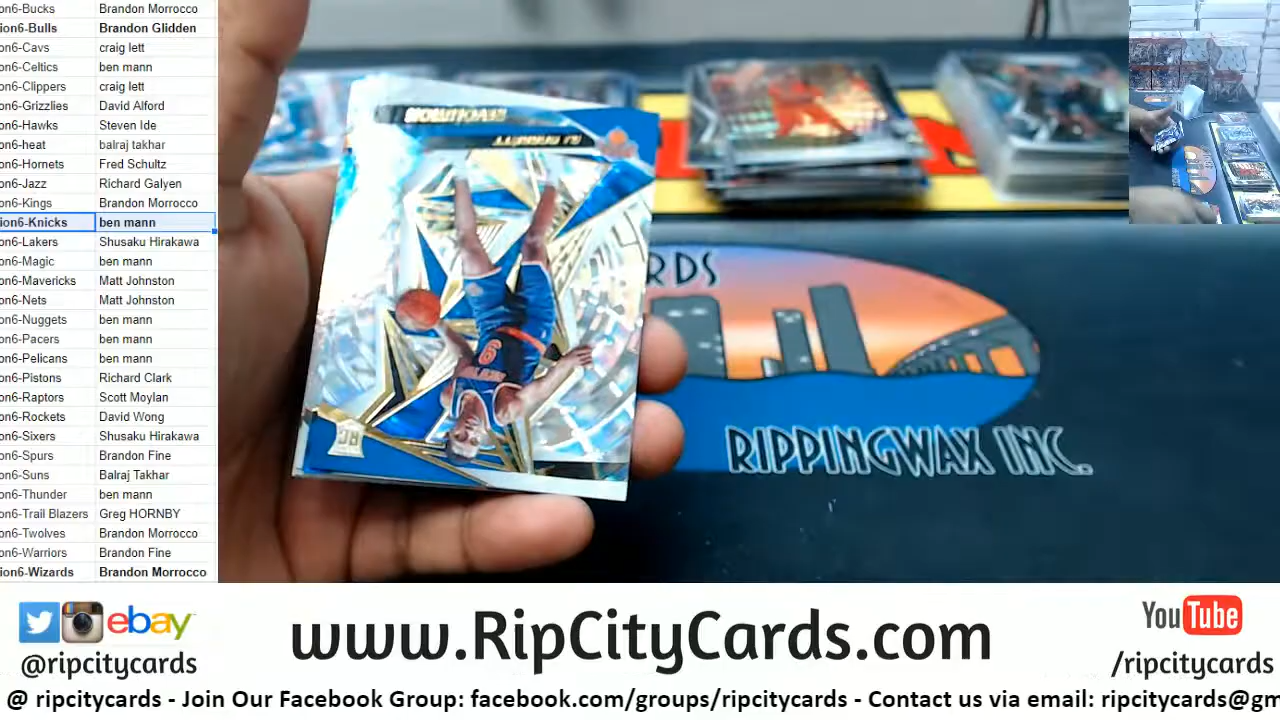 on6-Bucks Brandon Morrocco
ion6-Bulls Brandon Glidden
on6-Cavs craig lett
on6-Celtics ben mann
on6-Clippers craig lett
on6-Grizzlies David Alford
on6-Hawks Steven Ide
on6-heat balraj takhar
on6-Hornets Fred Schultz
on6-Jazz Richard Galyen
on6-Kings Brandon Morrocco
ion6-Knicks ben mann
on6-Lakers Shusaku Hirakawa
on6-Magic ben mann
on6-Mavericks Matt Johnston
on6-Nets Matt Johnston
on6-Nuggets ben mann
on6-Pacers ben mann
on6-Pelicans ben mann
on6-Pistons Richard Clark
on6-Raptors Scott Moylan
on6-Rockets David Wong
on6-Sixers Shusaku Hirakawa
on6-Spurs Brandon Fine
on6-Suns Balraj Takhar
on6-Thunder ben mann
on6-Trail Blazers Greg HORNBY
on6-Twolves Brandon Morrocco
on6-Warriors Brandon Fine
ion6-Wizards Brandon Morrocco
REVOLUTION
RJ BARRETT
6
RC
RDS
RIPPINGWAX INC.
ebay
@ripcitycards
www.RipCityCards.com
YouTube
/ripcitycards
@ ripcitycards - Join Our Facebook Group: facebook.com/groups/ripcitycards - Contact us via email: ripcitycards@gm